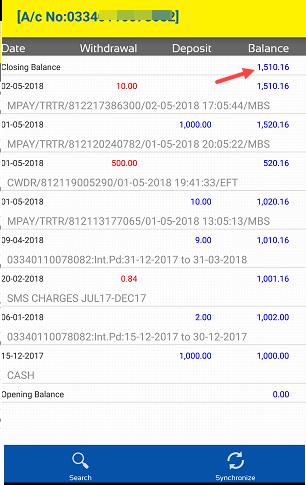 [A/c No:03340110078082]
Date Withdrawal Deposit Balance
Closing Balance 1,510.16
02-05-2018 10.00 1,510.16
MPAY/TRTR/812217386300/02-05-2018 17:05:44/MBS
01-05-2018 1,000.00 1,520.16
MPAY/TRTR/812120240782/01-05-2018 20:05:22/MBS
01-05-2018 500.00 520.16
CWDR/812119005290/01-05-2018 19:41:33/EFT
01-05-2018 10.00 1,020.16
MPAY/TRTR/812113177065/01-05-2018 13:05:13/MBS
09-04-2018 9.00 1,010.16
03340110078082:Int.Pd:31-12-2017 to 31-03-2018
20-02-2018 0.84 1,001.16
SMS CHARGES JUL17-DEC17
06-01-2018 2.00 1,002.00
03340110078082:Int.Pd:15-12-2017 to 30-12-2017
15-12-2017 1,000.00 1,000.00
CASH
Opening Balance 0.00
Search Synchronize